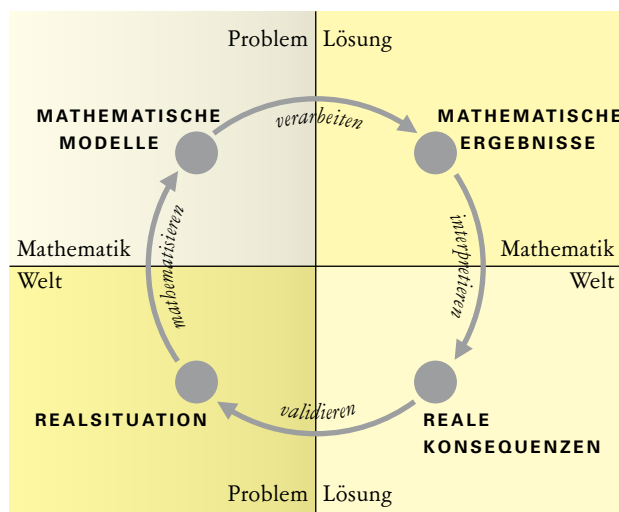 Problem Lösung
MATHEMATISCHE
MODELLE
verarbeiten
MATHEMATISCHE
ERGEBNISSE
mathematisieren
interpretieren
Mathematik
Welt
Mathematik
Welt
REALSITUATION
validieren
REALE
KONSEQUENZEN
Problem Lösung